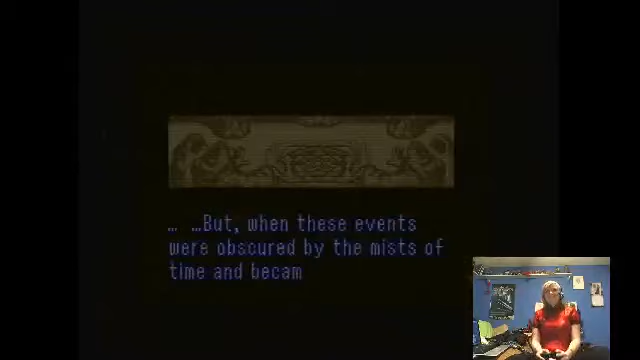 … …But, when these events
were obscured by the mists of
time and becam